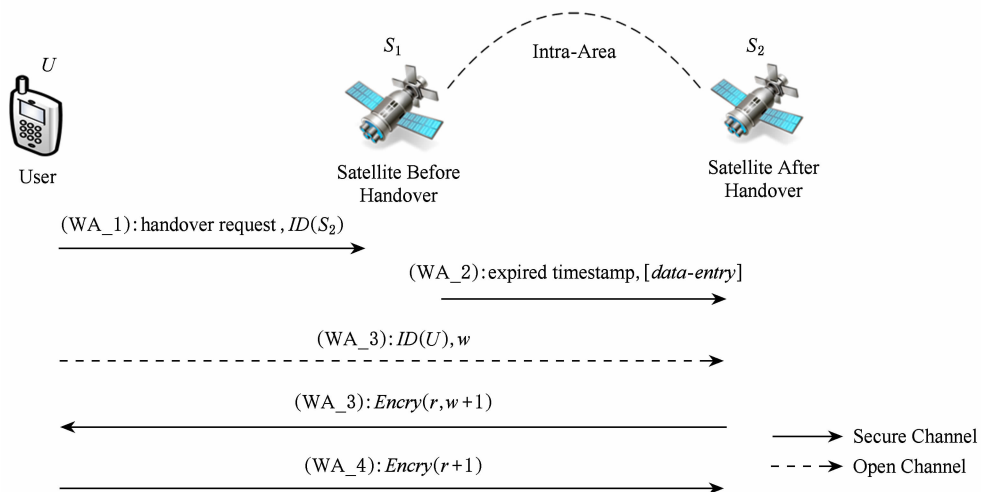 S₁
S₂
Intra-Area
U
User
Satellite Before
Handover
Satellite After
Handover
(WA_1): handover request, ID(S₂)
(WA_2): expired timestamp, [data-entry]
(WA_3): ID(U), w
(WA_3): Encry(r, w+1)
Secure Channel
(WA_4): Encry(r+1)
Open Channel